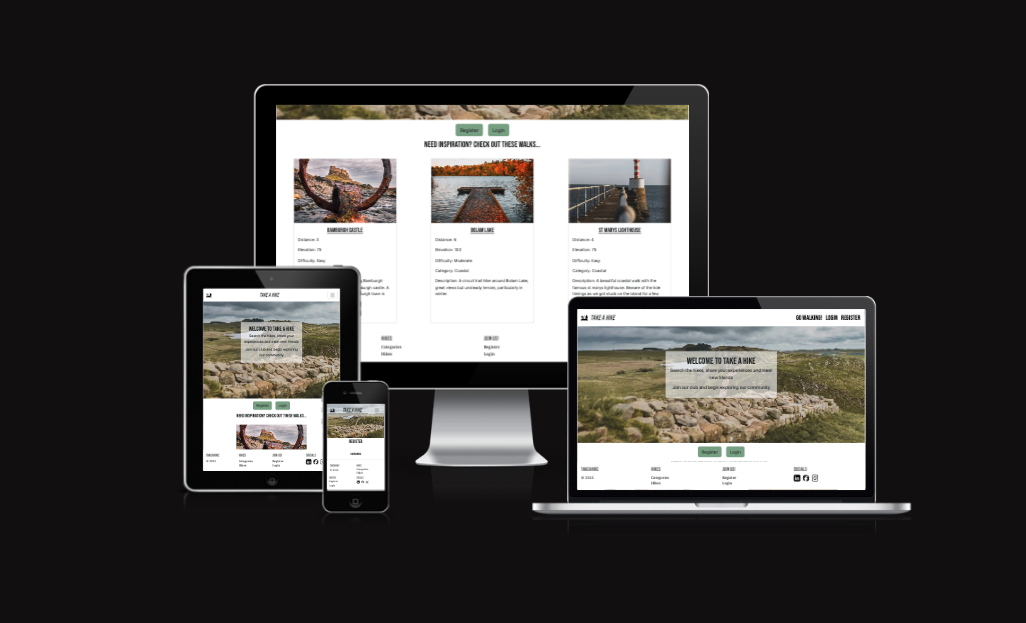 Register Login
NEED INSPIRATION? CHECK OUT THESE WALKS...
BAMBURGH CASTLE
Distance: 3
Elevation: 75
Difficulty: Easy
BOLAM LAKE
Distance: 6
Elevation: 150
Difficulty: Moderate
Category: Coastal
Description: A circuit trail hike around Bolam Lake,
great views but can
particularly in
winter.
ST MARYS LIGHTHOUSE
Distance: 4
Elevation: 75
Difficulty: Easy
Category: Coastal
Description: A beautiful coastal walk with the
famous st marys lighthouse. Beware of the tide
timings as we got stuck on the island for a few
HIKES
Categories
Hikes
JOIN US!
Register
Login
TAKE A HIKE
WELCOME TO TAKE A HIKE
Search the hikes, share your
experiences and meet new friends
Join our club and begin exploring
our community
Register Login
NEED INSPIRATION? CHECK OUT THESE WALKS...
HIKES
Categories
Hikes
JOIN US!
Register
Login
SOCIALS
TAKE A HIKE
REGISTER
TAKE A HIKE
GO WALKING! LOGIN REGISTER
WELCOME TO TAKE A HIKE
Search the hikes, share your experiences and meet
new friends
Join our club and begin exploring our community
Register Login
© 2023
HIKES
Categories
Hikes
JOIN US!
Register
Login
SOCIALS